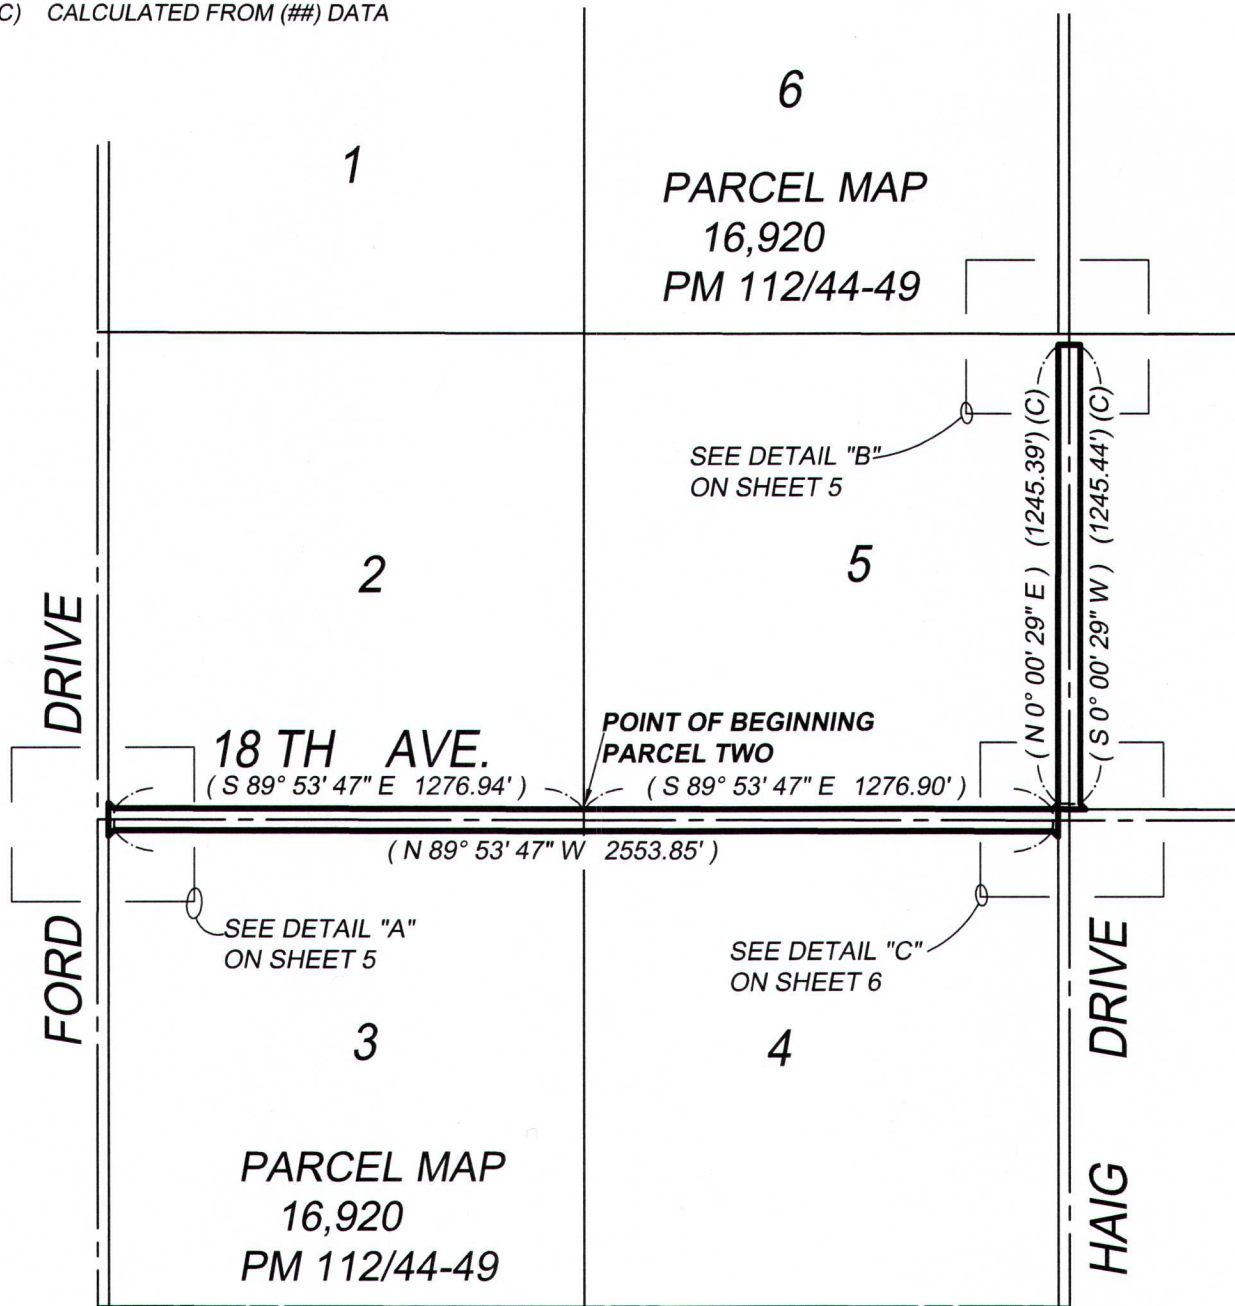 C) CALCULATED FROM (##) DATA
6
1
PARCEL MAP
16,920
PM 112/44-49
SEE DETAIL "B"
ON SHEET 5
(N 0° 00' 29" E ) (1245.39') (C)
(S 0° 00' 29" W ) (1245.44') (C)
2
5
FORD DRIVE
18 TH AVE.
POINT OF BEGINNING
PARCEL TWO
( S 89° 53' 47" E 1276.94' )
( S 89° 53' 47" E 1276.90' )
( N 89° 53' 47" W 2553.85' )
SEE DETAIL "A"
ON SHEET 5
SEE DETAIL "C"
ON SHEET 6
3
4
HAIG DRIVE
PARCEL MAP
16,920
PM 112/44-49